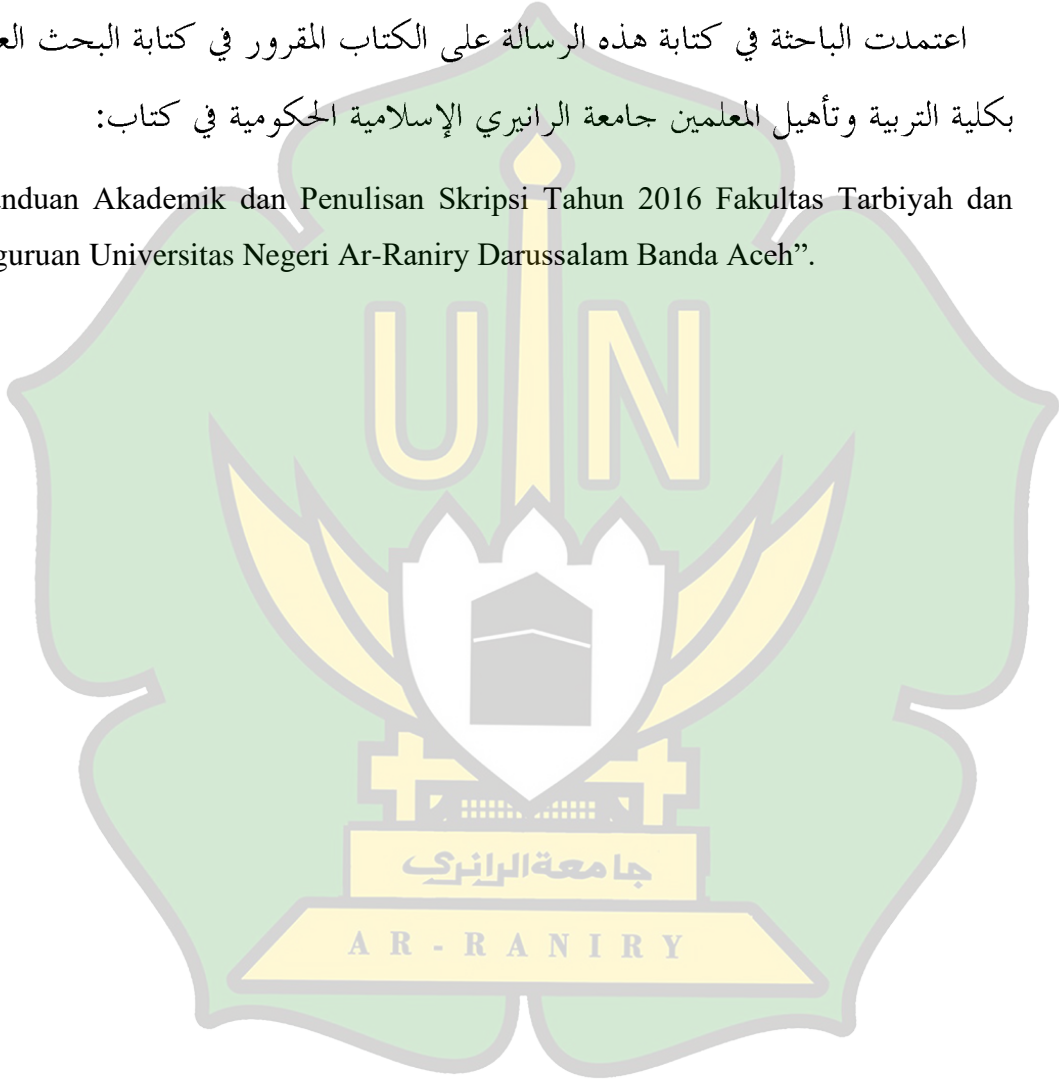 اعتمدت الباحثة في كتابة هذه الرسالة على الكتاب المقرور في كتابة البحث
بكلية التربية وتأهيل المعلمين جامعة الرانيري الإسلامية الحكومية في كتاب:
Akademik dan Penulisan Skripsi Tahun 2016 Fakultas Tarbiyah dan
Universitas Negeri Ar-Raniry Darussalam Banda Aceh”.
UIN
جامعة الرانري
AR-RANIRY